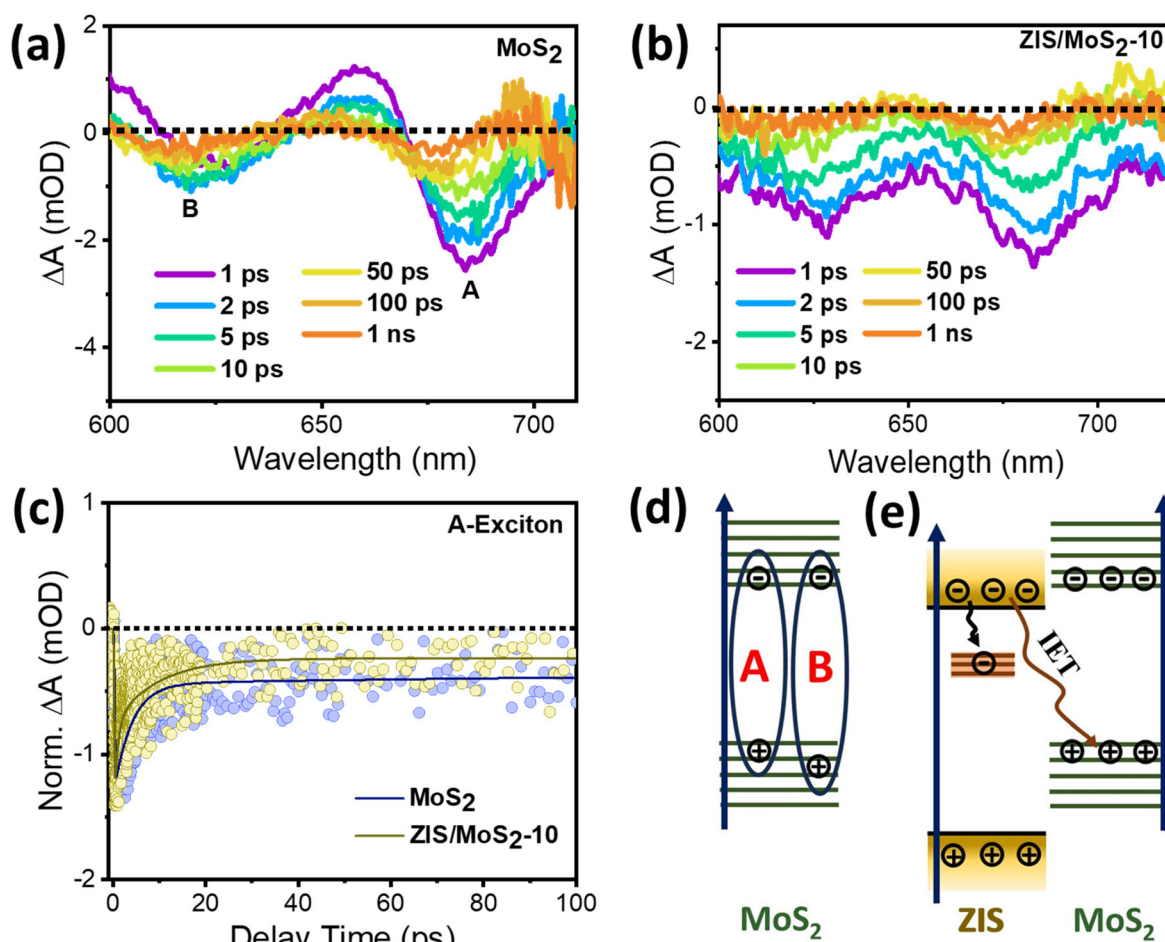 (a)
MoS₂
2
0
-2
-4
ΔA (mOD)
B
A
1 ps
2 ps
5 ps
10 ps
50 ps
100 ps
1 ns
600
650
700
Wavelength (nm)
(b)
ZIS/MoS₂-10
0
-1
-2
ΔA (mOD)
1 ps
2 ps
5 ps
10 ps
50 ps
100 ps
1 ns
600
650
700
Wavelength (nm)
(c)
A-Exciton
1
0
-1
-2
Norm. ΔA (mOD)
MoS₂
ZIS/MoS₂-10
0
20
40
60
80
100
Delay Time (ps)
(d)
A
B
MoS₂
(e)
IET
ZIS
MoS₂